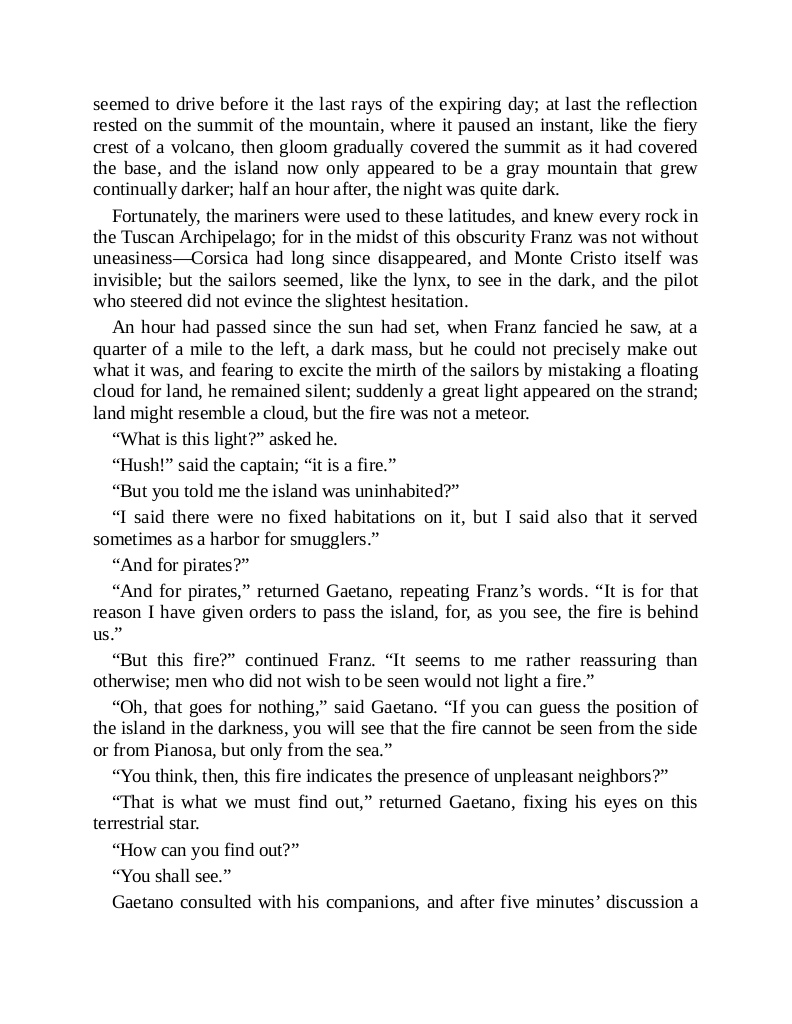 seemed to drive before it the last rays of the expiring day; at last the reflection
rested on the summit of the mountain, where it paused an instant, like the fiery
crest of a volcano, then gloom gradually covered the summit as it had covered
the base, and the island now only appeared to be a gray mountain that grew
continually darker; half an hour after, the night was quite dark.
Fortunately, the mariners were used to these latitudes, and knew every rock in
the Tuscan Archipelago; for in the midst of this obscurity Franz was not without
uneasiness—Corsica had long since disappeared, and Monte Cristo itself was
invisible; but the sailors seemed, like the lynx, to see in the dark, and the pilot
who steered did not evince the slightest hesitation.
An hour had passed since the sun had set, when Franz fancied he saw, at a
quarter of a mile to the left, a dark mass, but he could not precisely make out
what it was, and fearing to excite the mirth of the sailors by mistaking a floating
cloud for land, he remained silent; suddenly a great light appeared on the strand;
land might resemble a cloud, but the fire was not a meteor.
“What is this light?” asked he.
“Hush!” said the captain; “it is a fire.”
“But you told me the island was uninhabited?”
“I said there were no fixed habitations on it, but I said also that it served
sometimes as a harbor for smugglers.”
“And for pirates?”
“And for pirates,” returned Gaetano, repeating Franz’s words. “It is for that
reason I have given orders to pass the island, for, as you see, the fire is behind
us.”
“But this fire?” continued Franz. “It seems to me rather reassuring than
otherwise; men who did not wish to be seen would not light a fire.”
“Oh, that goes for nothing,” said Gaetano. “If you can guess the position of
the island in the darkness, you will see that the fire cannot be seen from the side
or from Pianosa, but only from the sea.”
“You think, then, this fire indicates the presence of unpleasant neighbors?”
“That is what we must find out,” returned Gaetano, fixing his eyes on this
terrestrial star.
“How can you find out?”
“You shall see.”
Gaetano consulted with his companions, and after five minutes’ discussion a